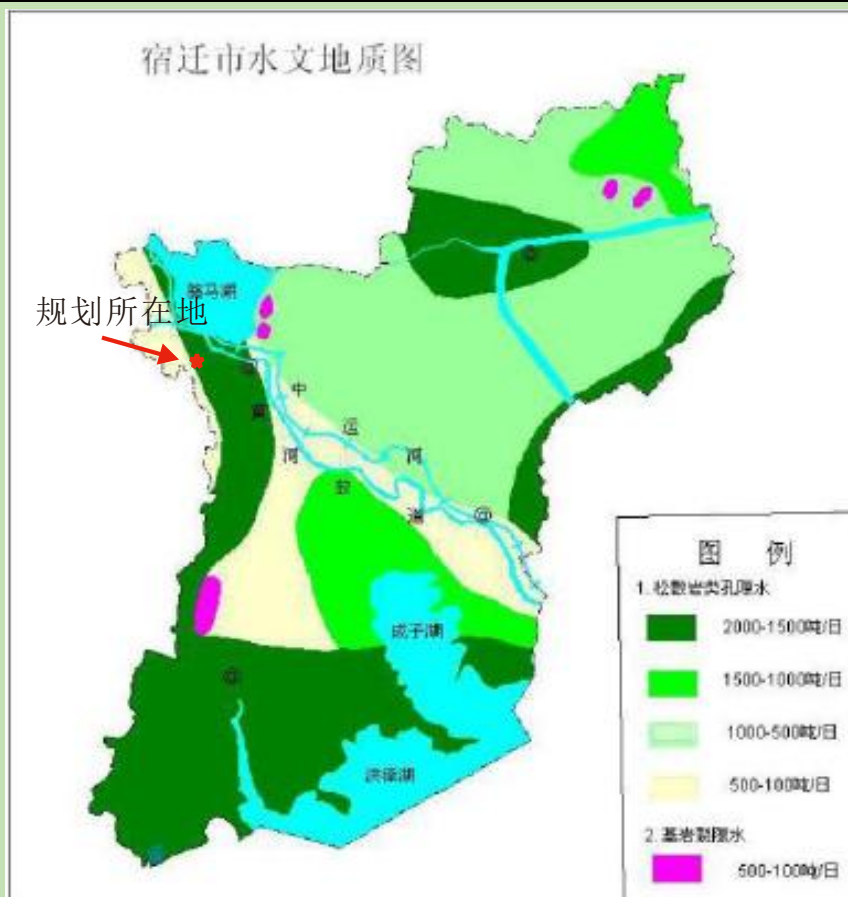 宿迁市水文地质图
骆马湖
规划所在地
中
运
河
黄
河
故
道
成子湖
洪泽湖
图 例
1. 松散岩类孔隙水
2000-1500吨/日
1500-1000吨/日
1000-500吨/日
500-100吨/日
2. 基岩裂隙水
500-100吨/日